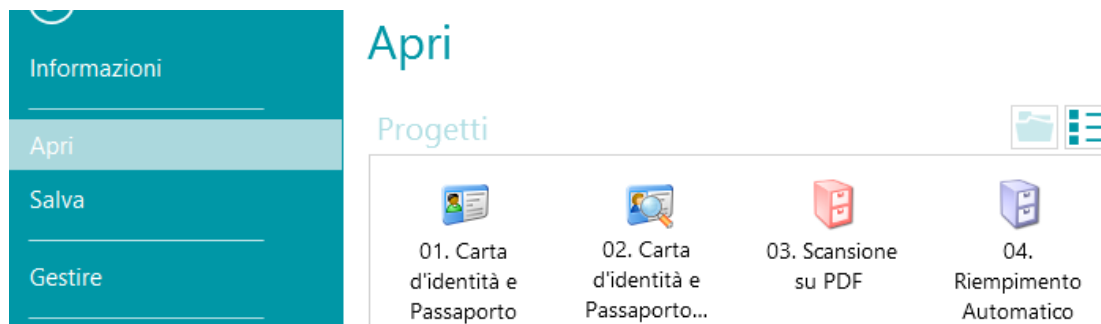 Apri
Informazioni
Progetti
Apri
Salva
01. Carta
d'identità e
Passaporto
02. Carta
d'identità e
Passaporto...
03. Scansione
su PDF
04.
Riempimento
Automatico
Gestire